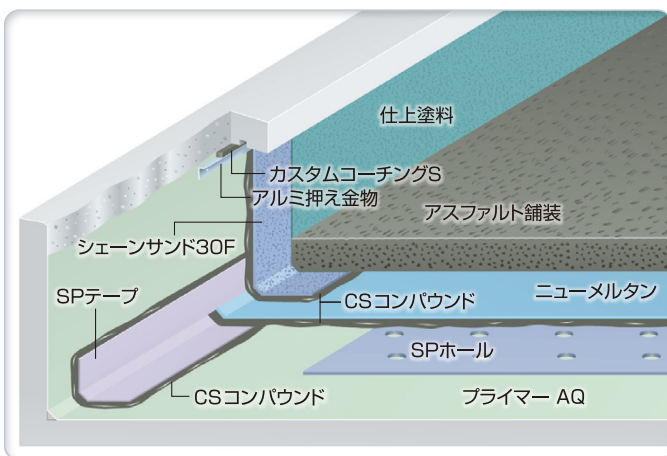 仕上塗料
カスタムコーチングS
アルミ押え金物
アスファルト舗装
シェーンサンド30F
SPテープ
CSコンパウンド
ニューメルタン
SPホール
CSコンパウンド
プライマー AQ